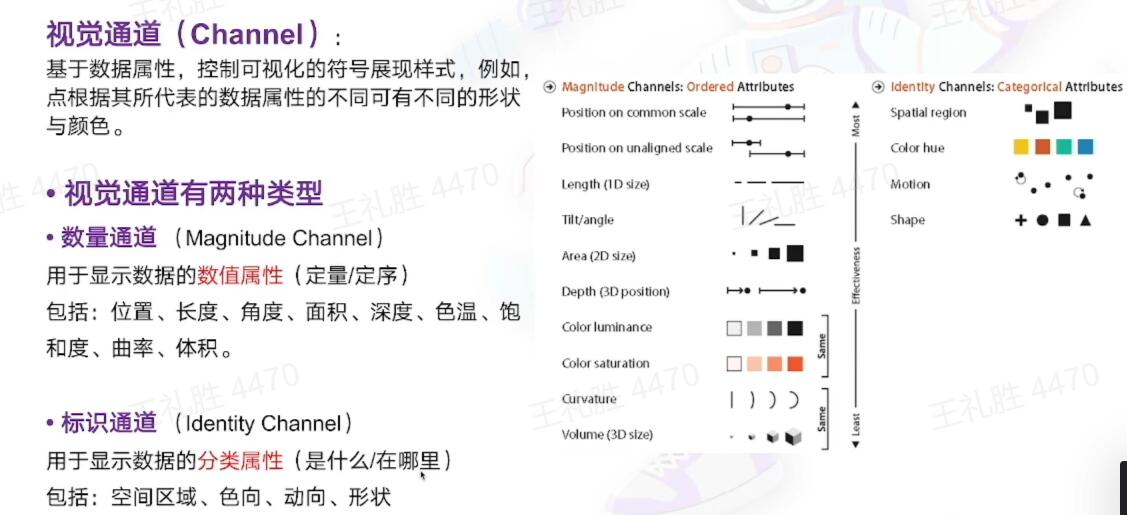 视觉通道（Channel）:
基于数据属性，控制可视化的符号展现样式，例如，
点根据其所代表的数据属性的不同可有不同的形状
与颜色。
• 视觉通道有两种类型
• 数量通道 （Magnitude Channel）
用于显示数据的数值属性（定量/定序）
包括：位置、长度、角度、面积、深度、色温、饱
和度、曲率、体积。
• 标识通道 （Identity Channel）
用于显示数据的分类属性（是什么/在哪里）
包括：空间区域、色向、动向、形状
Magnitude Channels: Ordered Attributes
Position on common scale
Position on unaligned scale
Length (1D size)
Tilt/angle
Area (2D size)
Depth (3D position)
Color luminance
Color saturation
Same
Curvature
Volume (3D size)
Same
Most
Effectiveness
Least
Identity Channels: Categorical Attributes
Spatial region
Color hue
Motion
Shape
王礼胜 4470
王礼胜 4470
王礼胜 4470
王礼胜 4470
王礼胜 4470
王礼胜 4470